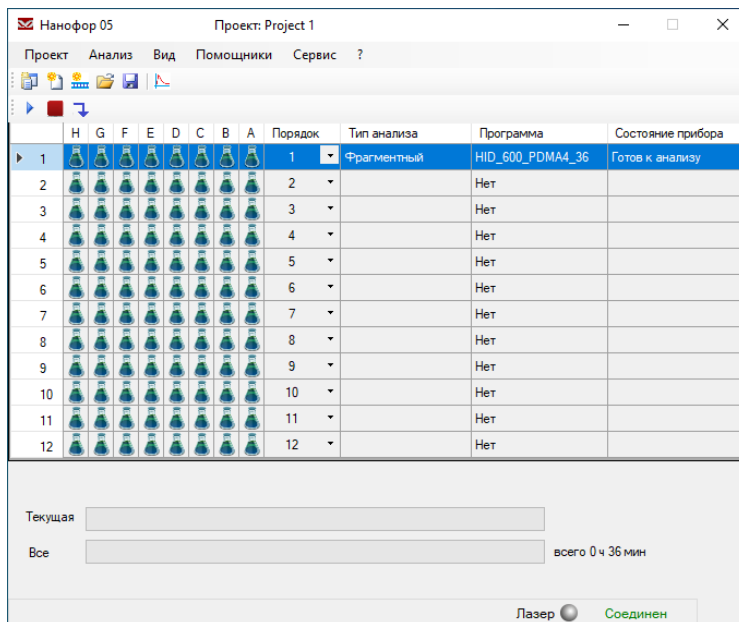 Нанофор 05 Проект: Project 1
Проект Анализ Вид Помощники Сервис ?
H G F E D C B A Порядок Тип анализа Программа Состояние прибора
1 1 Фрагментный HID_600_PDMA4_36 Готов к анализу
2 2 Нет
3 3 Нет
4 4 Нет
5 5 Нет
6 6 Нет
7 7 Нет
8 8 Нет
9 9 Нет
10 10 Нет
11 11 Нет
12 12 Нет
Текущая
Все всего 0 ч 36 мин
Лазер Соединен